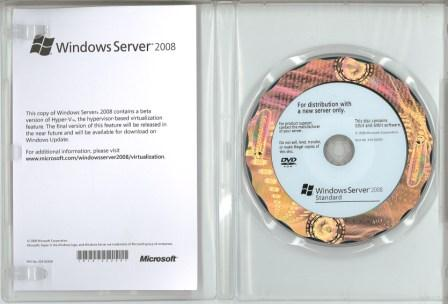 Windows Server 2008
This copy of Windows Server 2008 contains a beta
version of Hyper-V™, the hypervisor-based virtualization
feature. The final version of this feature will be released in
the near future and will be available for download on
Windows Update.
For additional information, please visit
www.microsoft.com/windowsserver2008/virtualization.
© 2008 Microsoft Corporation.
Microsoft
For distribution with
a new server only.
For product support,
contact the manufacturer
of your server.
This disc contains
32bit and 64bit software.
Do not sell, lend, transfer,
or make illegal copies of
this disc.
DVD
Windows Server 2008
Standard